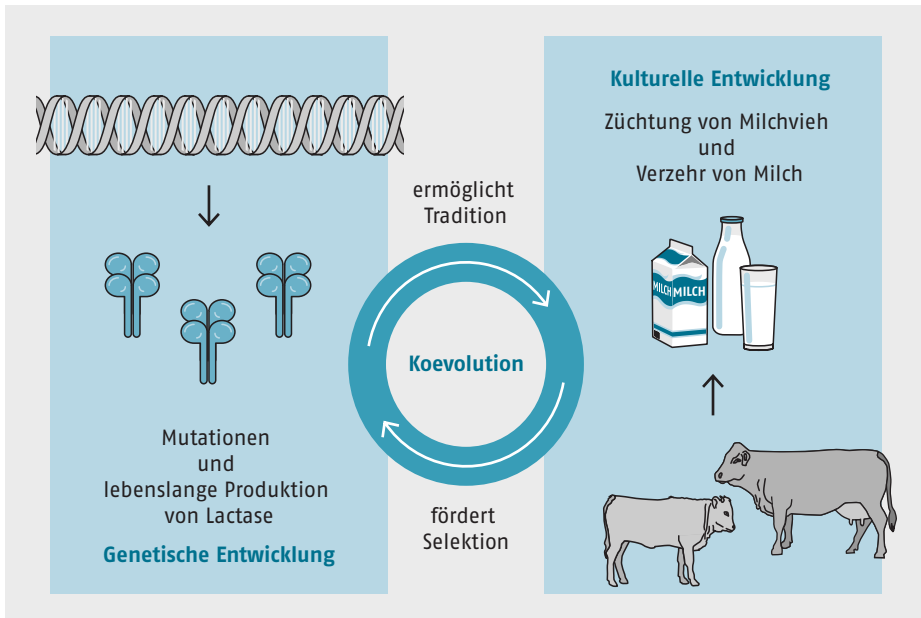 Mutationen
und
lebenslange Produktion
von Lactase
Genetische Entwicklung
ermöglicht
Tradition
Koevolution
fördert
Selektion
Kulturelle Entwicklung
Züchtung von Milchvieh
und
Verzehr von Milch
MILCH MILCH